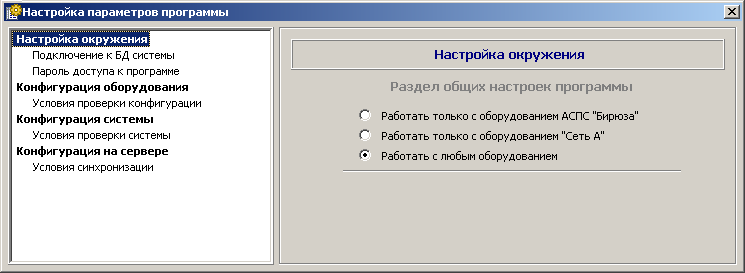 Настройка параметров программы
Настройка окружения
Подключение к БД системы
Пароль доступа к программе
Конфигурация оборудования
Условия проверки конфигурации
Конфигурация системы
Условия проверки системы
Конфигурация на сервере
Условия синхронизации
Настройка окружения
Раздел общих настроек программы
Работать только с оборудованием АСПС "Бирюза"
Работать только с оборудованием "Сеть А"
Работать с любым оборудованием